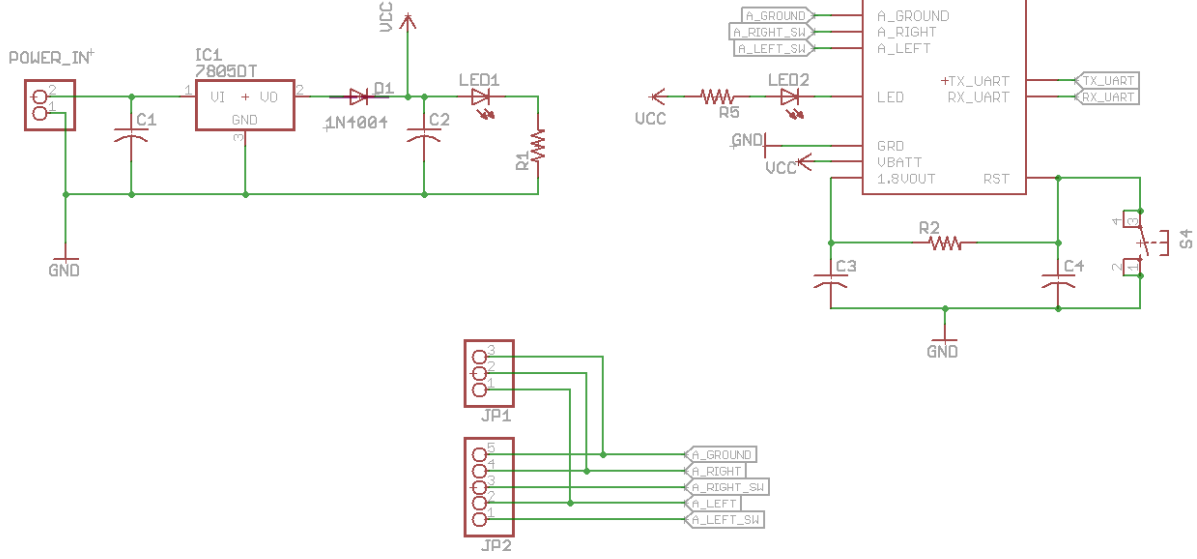 VCC
POWER_IN
IC1
7805DT
2
1
1
VI
VO
2
GND
3
D1
1N4004
C1
C2
LED1
R1
GND
A_GROUND
A_RIGHT_SW
A_LEFT_SW
A_GROUND
A_RIGHT
A_LEFT
TX_UART
RX_UART
TX_UART
RX_UART
LED
LED2
R5
VCC
GND
GRD
VCC
VBATT
1.8VOUT
RST
R2
C3
C4
4
3
2
1
S4
GND
3
2
1
JP1
5
4
3
2
1
JP2
A_GROUND
A_RIGHT
A_RIGHT_SW
A_LEFT
A_LEFT_SW